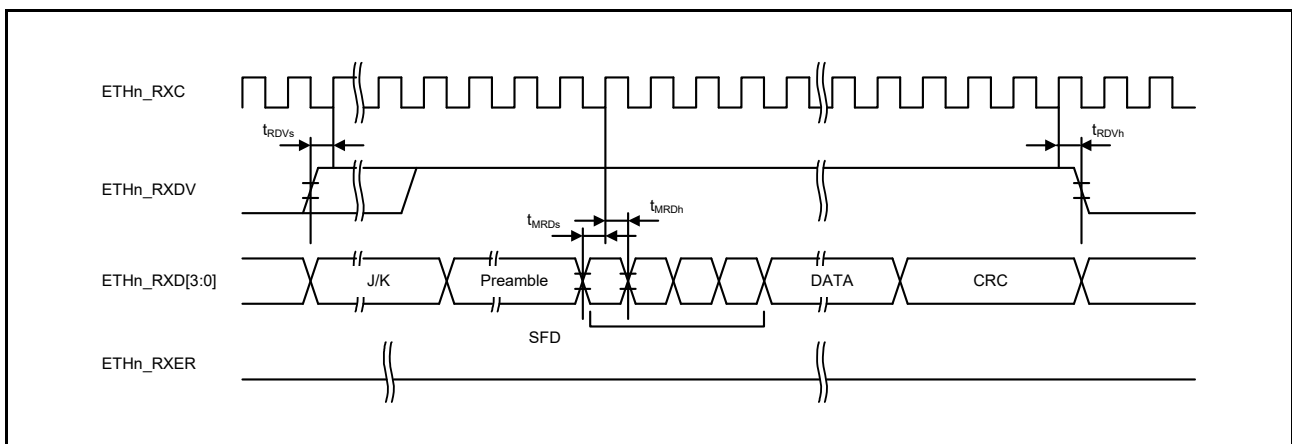 ETHn_RXC
tRDVs
tRDVh
ETHn_RXDV
tMRDs
tMRDh
ETHn_RXD[3:0]
J/K
Preamble
DATA
CRC
SFD
ETHn_RXER